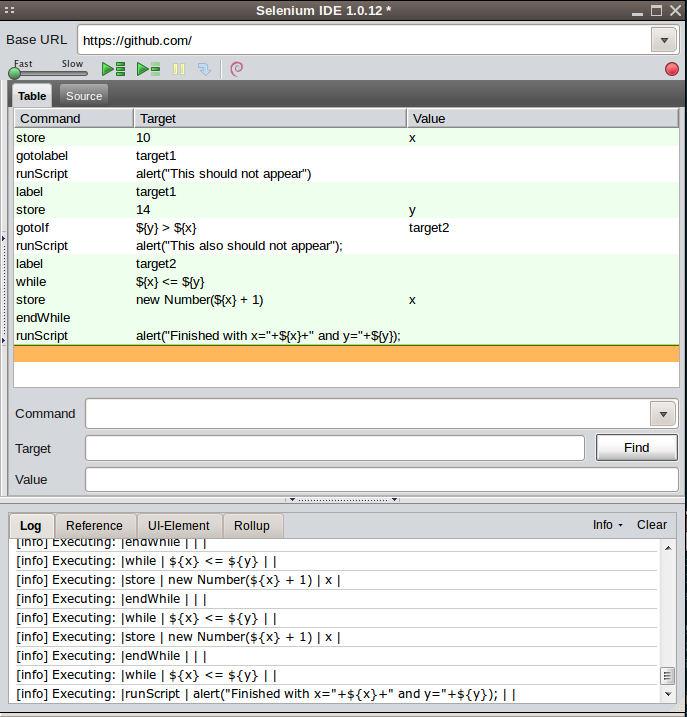 Selenium IDE 1.0.12 *
Base URL https://github.com/
Fast Slow
Table Source
Command Target Value
store 10 x
gotolabel target1
runScript alert("This should not appear")
label target1
store 14 y
gotoIf ${y} > ${x} target2
runScript alert("This also should not appear");
label target2
while ${x} <= ${y}
store new Number(${x} + 1) x
endWhile
runScript alert("Finished with x="+${x}+" and y="+${y});
Command
Target Find
Value
Log Reference UI-Element Rollup Info Clear
[info] Executing: |endWhile | | |
[info] Executing: |while | ${x} <= ${y} | |
[info] Executing: |store | new Number(${x} + 1) | x |
[info] Executing: |endWhile | | |
[info] Executing: |while | ${x} <= ${y} | |
[info] Executing: |store | new Number(${x} + 1) | x |
[info] Executing: |endWhile | | |
[info] Executing: |while | ${x} <= ${y} | |
[info] Executing: |runScript | alert("Finished with x="+${x}+" and y="+${y}); | |